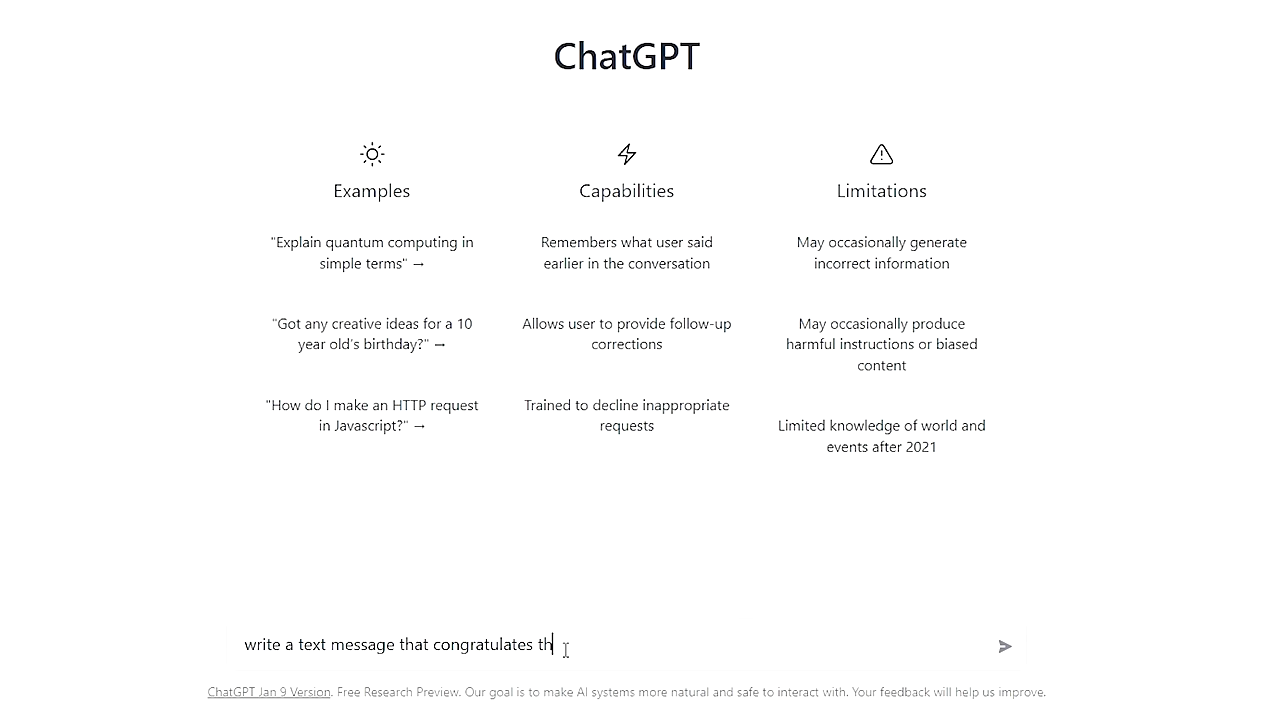 ChatGPT
Examples
"Explain quantum computing in
simple terms" →
"Got any creative ideas for a 10
year old's birthday?" →
"How do I make an HTTP request
in Javascript?" →
Capabilities
Remembers what user said
earlier in the conversation
Allows user to provide follow-up
corrections
Trained to decline inappropriate
requests
Limitations
May occasionally generate
incorrect information
May occasionally produce
harmful instructions or biased
content
Limited knowledge of world and
events after 2021
write a text message that congratulates th
ChatGPT Jan 9 Version. Free Research Preview. Our goal is to make AI systems more natural and safe to interact with. Your feedback will help us improve.